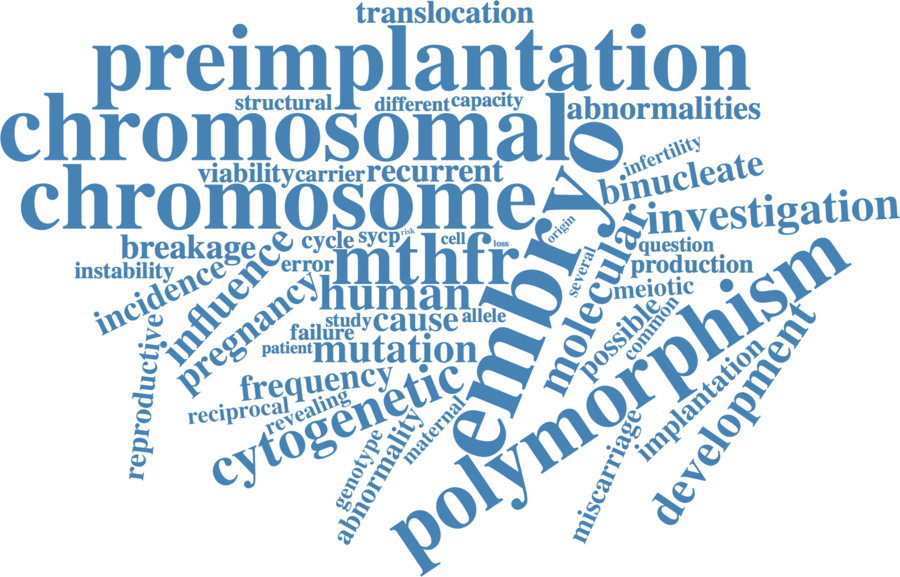 translocation
preimplantation
structural
different
capacity
abnormalities
chromosomal
infertility
viability
carrier
recurrent
binucleate
chromosome
embryo
origin
investigation
breakage
cycle
sycp
risk
cell
loss
question
instability
influence
error
mthfr
several
molecular
production
incidence
pregnancy
human
meiotic
polymorphism
reproductive
study
cause
allele
possible
common
failure
patient
mutation
frequency
cytogenetic
implantation
development
reciprocal
revealing
maternal
genotype
abnormality
miscarriage